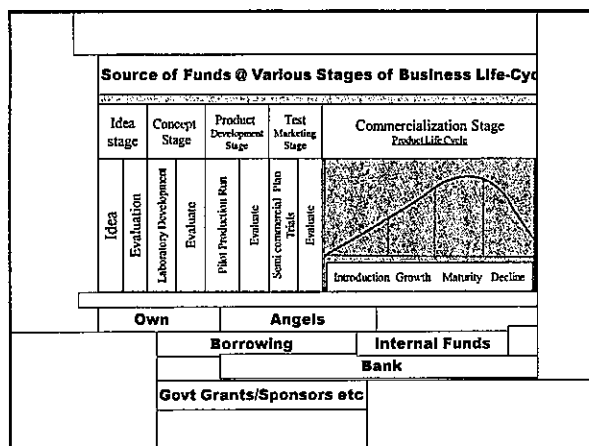 Source of Funds @ Various Stages of Business Life-Cyc
Idea stage
Concept Stage
Product Development Stage
Test Marketing Stage
Commercialization Stage
Product Life Cycle
Idea
Evaluation
Laboratory Development
Evaluate
Pilot Production Run
Evaluate
Semi commercial Plan Trials
Evaluate
Introduction Growth Maturity Decline
Own
Angels
Borrowing
Internal Funds
Bank
Govt Grants/Sponsors etc